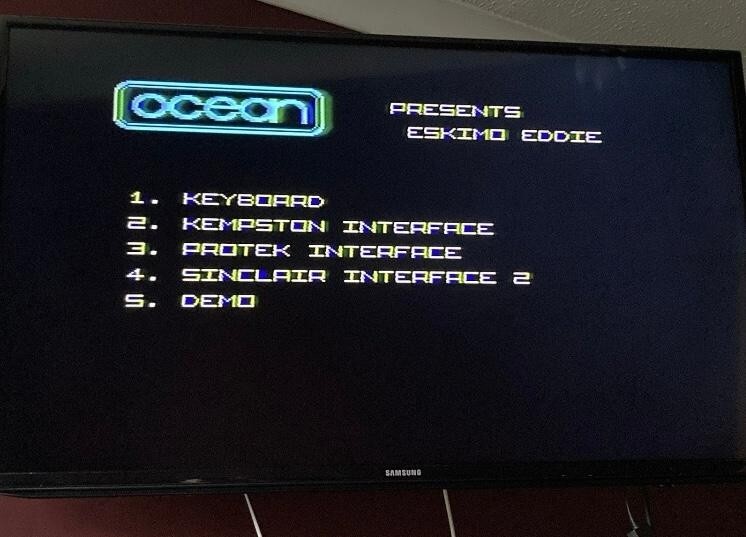 ocean
PRESENTS
ESKIMO EDDIE
1. KEYBOARD
2. KEMPSTON INTERFACE
3. PROTEK INTERFACE
4. SINCLAIR INTERFACE 2
5. DEMO
SAMSUNG